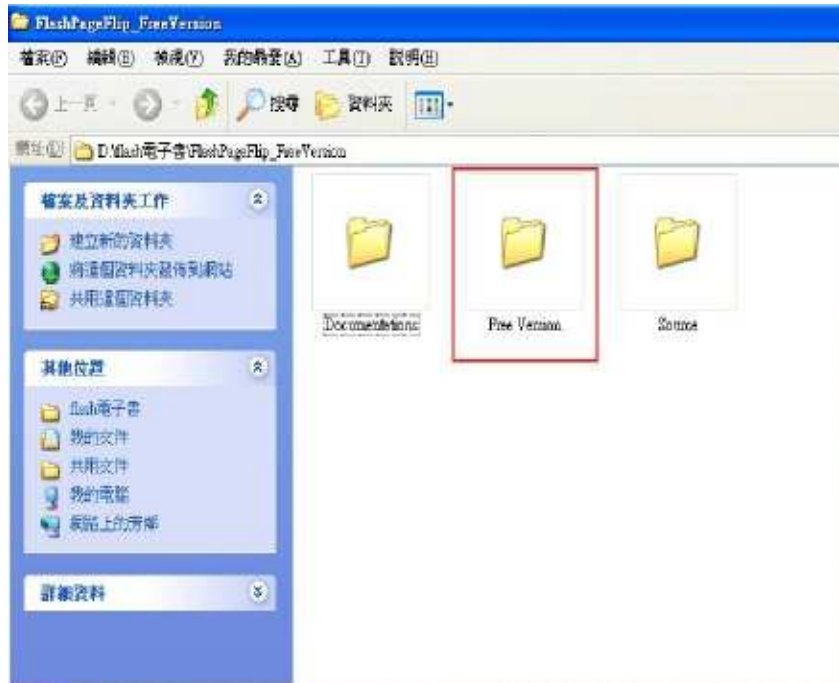 FlashPageFlip_FreeVersion
檔案(F) 編輯(E) 檢視(V) 我的最愛(A) 工具(T) 說明(H)
上一頁 搜尋 資料夾
網址(D) D:\flash電子書\FlashPageFlip_FreeVersion
檔案及資料夾工作
建立新的資料夾
將這個資料夾發佈到網站
共用這個資料夾
其他位置
flash電子書
我的文件
共用文件
我的電腦
網路上的芳鄰
詳細資料
Documentations
Free Version
Source